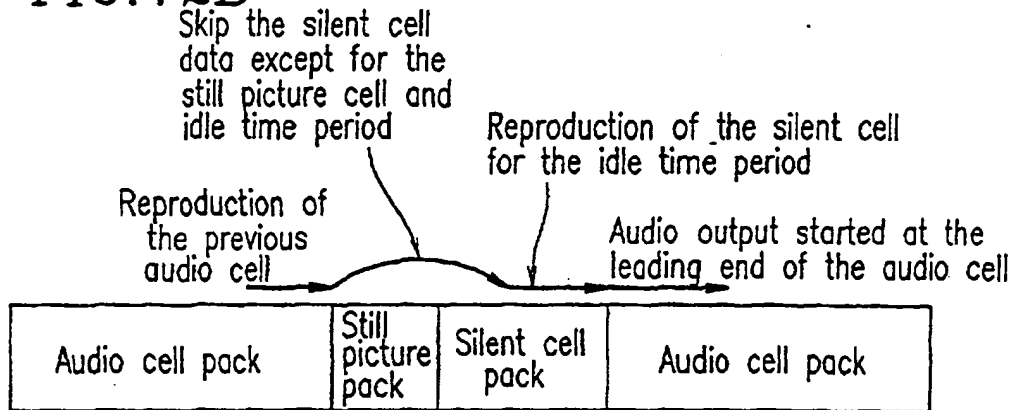 Skip the silent cell
data except for the
still picture cell and
idle time period
Reproduction of the silent cell
for the idle time period
Reproduction of
the previous
audio cell
Audio output started at the
leading end of the audio cell
Audio cell pack
Still
picture
pack
Silent cell
pack
Audio cell pack